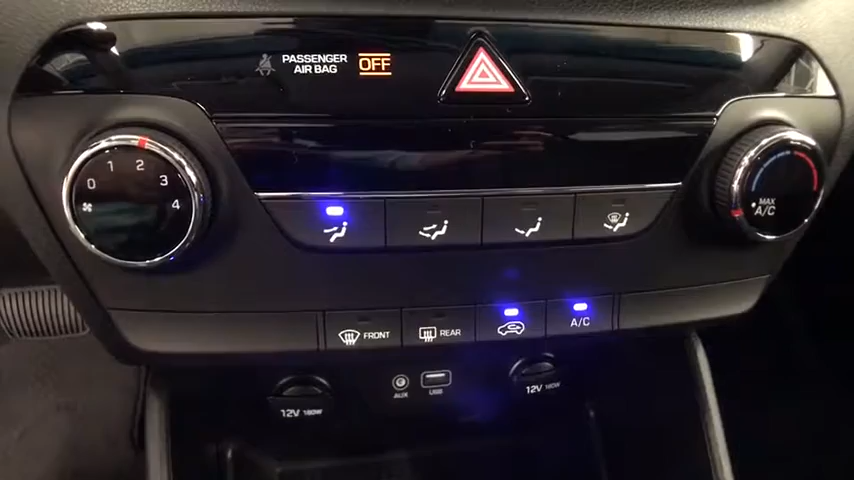 PASSENGER
AIR BAG
OFF
0 1 2 3 4
MAX
A/C
FRONT
REAR
A/C
12V 180W
AUX
USB
12V 180W